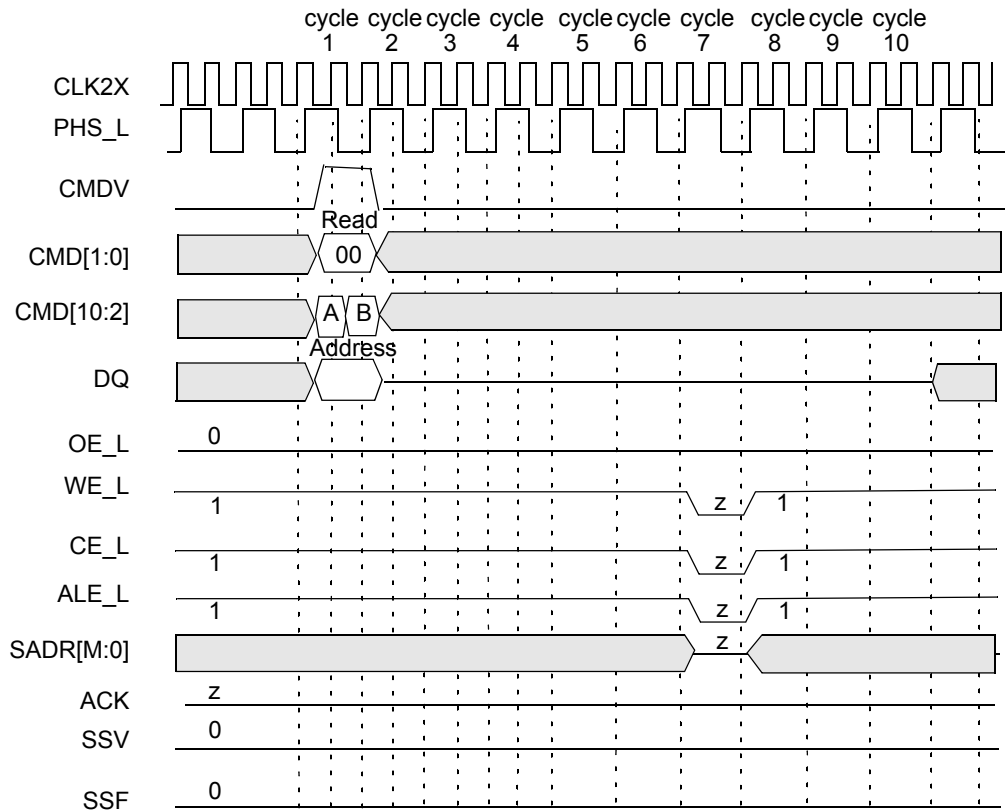 cycle cycle cycle cycle cycle cycle cycle cycle cycle cycle
1 2 3 4 5 6 7 8 9 10
CLK2X
PHS_L
CMDV
Read
CMD[1:0] 00
CMD[10:2] A B
Address
DQ
OE_L 0
WE_L 1 z 1
CE_L 1 z 1
ALE_L 1 z 1
SADR[M:0] z
ACK z
SSV 0
SSF 0